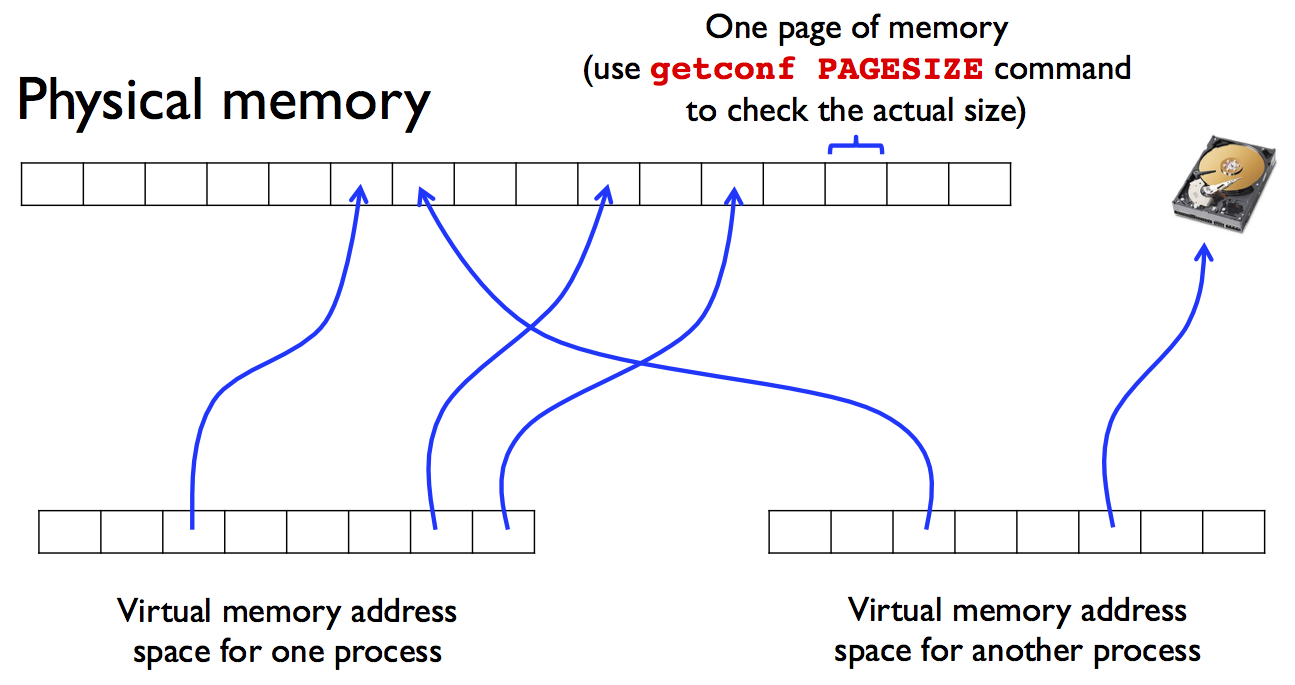 One page of memory
(use getconf PAGESIZE command
to check the actual size)
Physical memory
Virtual memory address
space for one process
Virtual memory address
space for another process